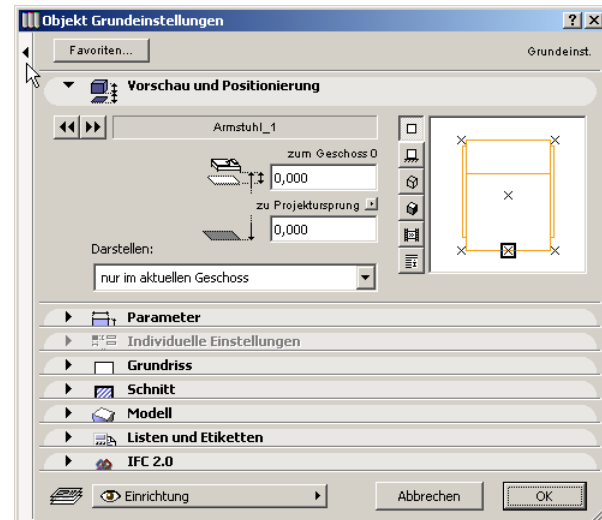 Objekt Grundeinstellungen
Favoriten...
Grundeinst.
Vorschau und Positionierung
Armstuhl_1
zum Geschoss 0
0,000
zu Projektursprung
0,000
Darstellen:
nur im aktuellen Geschoss
Parameter
Individuelle Einstellungen
Grundriss
Schnitt
Modell
Listen und Etiketten
IFC 2.0
Einrichtung
Abbrechen
OK